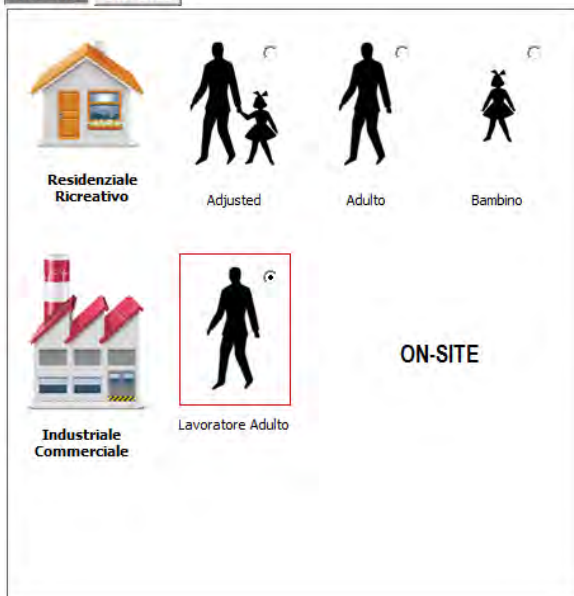 Residenziale
Ricreativo
Adjusted
Adulto
Bambino
Industriale
Commerciale
Lavoratore Adulto
ON-SITE